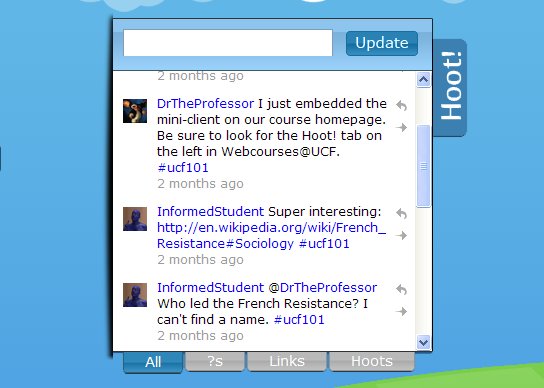 Update
Hoot!
2 months ago
DrTheProfessor I just embedded the
mini-client on our course homepage.
Be sure to look for the Hoot! tab on
the left in Webcourses@UCF.
#ucf101
2 months ago
InformedStudent Super interesting:
http://en.wikipedia.org/wiki/French_
Resistance#Sociology #ucf101
2 months ago
InformedStudent @DrTheProfessor
Who led the French Resistance? I
can't find a name. #ucf101
2 months ago
All
?s
Links
Hoots